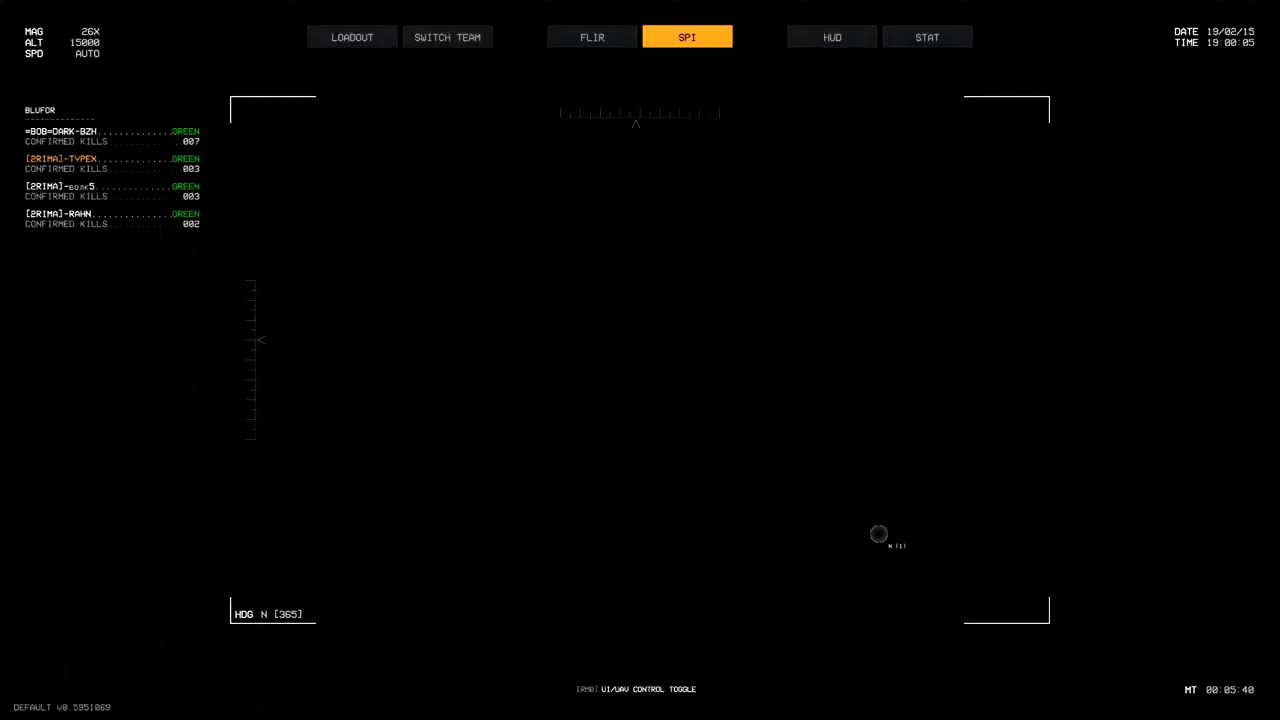 MAG 26X
ALT 15000
SPD AUTO
LOADOUT
SWITCH TEAM
FLIR
SPI
HUD
STAT
DATE 19/02/15
TIME 19:00:05
BLUFOR
--------------
=BOB=DARK-BZH..............GREEN
CONFIRMED KILLS..............007
[2RIMA]-TYPEX..............GREEN
CONFIRMED KILLS..............003
[2RIMA]-волк5..............GREEN
CONFIRMED KILLS..............003
[2RIMA]-RAHN..............GREEN
CONFIRMED KILLS..............002
N [1]
HDG N [365]
[RMB] UI/UAV CONTROL TOGGLE
MT 00:05:40
DEFAULT v0.5951069